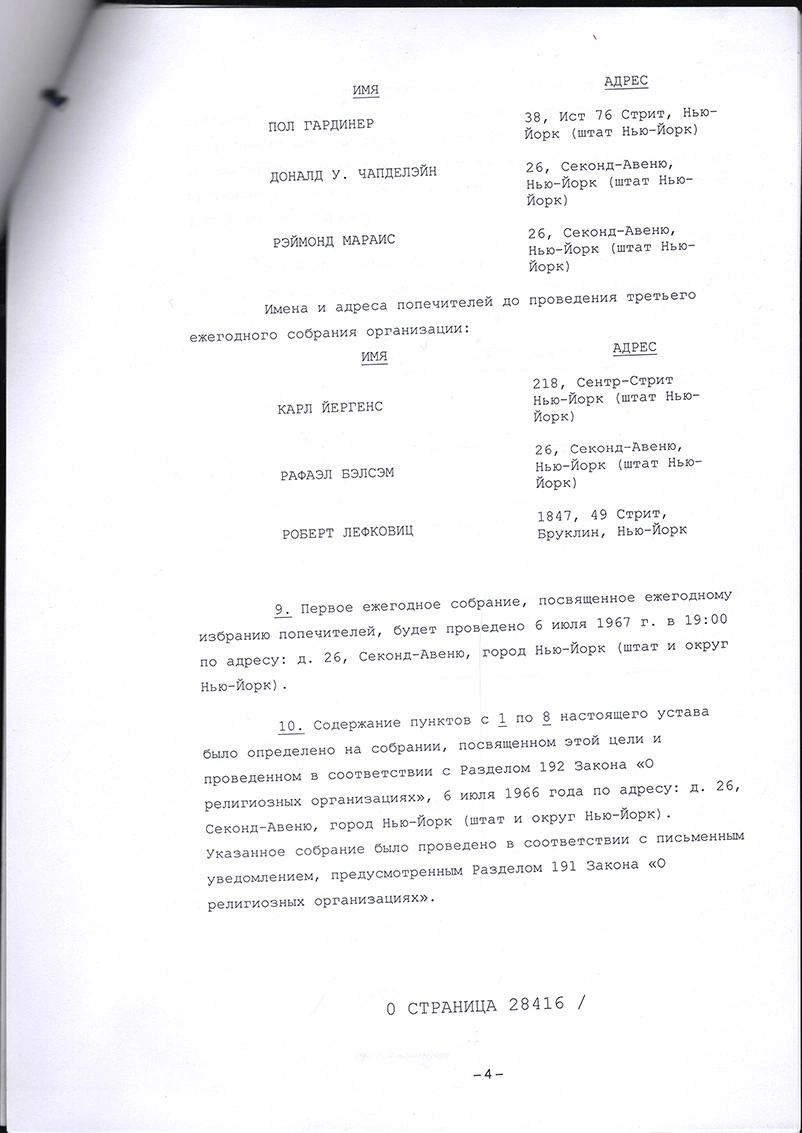 ИМЯ АДРЕС
ПОЛ ГАРДИНЕР 38, Ист 76 Стрит, Нью-
Йорк (штат Нью-Йорк)
ДОНАЛД У. ЧАПДЕЛЭЙН 26, Секонд-Авеню,
Нью-Йорк (штат Нью-
Йорк)
РЭЙМОНД МАРАИС 26, Секонд-Авеню,
Нью-Йорк (штат Нью-
Йорк)
Имена и адреса попечителей до проведения третьего
ежегодного собрания организации:
ИМЯ АДРЕС
КАРЛ ЙЕРГЕНС 218, Сентр-Стрит
Нью-Йорк (штат Нью-
Йорк)
РАФАЭЛ БЭЛСЭМ 26, Секонд-Авеню,
Нью-Йорк (штат Нью-
Йорк)
РОБЕРТ ЛЕФКОВИЦ 1847, 49 Стрит,
Бруклин, Нью-Йорк
9. Первое ежегодное собрание, посвященное ежегодному
избранию попечителей, будет проведено 6 июля 1967 г. в 19:00
по адресу: д. 26, Секонд-Авеню, город Нью-Йорк (штат и округ
Нью-Йорк).
10. Содержание пунктов с 1 по 8 настоящего устава
было определено на собрании, посвященном этой цели и
проведенном в соответствии с Разделом 192 Закона «О
религиозных организациях», 6 июля 1966 года по адресу: д. 26,
Секонд-Авеню, город Нью-Йорк (штат и округ Нью-Йорк).
Указанное собрание было проведено в соответствии с письменным
уведомлением, предусмотренным Разделом 191 Закона «О
религиозных организациях».
О СТРАНИЦА 28416 /
-4-